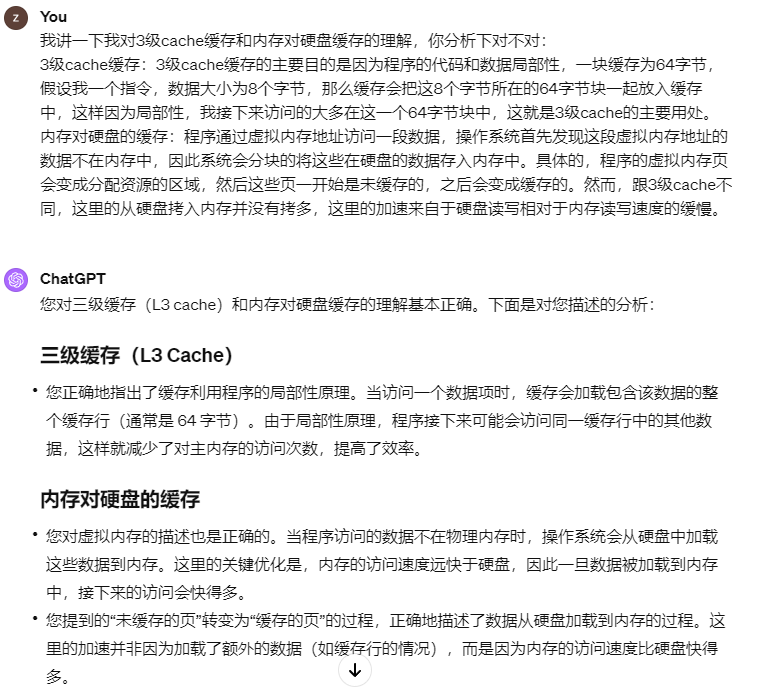 Z
You
我讲一下我对3级cache缓存和内存对硬盘缓存的理解，你分析下对不对：
3级cache缓存：3级cache缓存的主要目的是因为程序的代码和数据局部性，一块缓存为64字节，
假设我一个指令，数据大小为8个字节，那么缓存会把这8个字节所在的64字节块一起放入缓存
中，这样因为局部性，我接下来访问的大多在这一个64字节块中，这就是3级cache的主要用处。
内存对硬盘的缓存：程序通过虚拟内存地址访问一段数据，操作系统首先发现这段虚拟内存地址的
数据不在内存中，因此系统会分块的将这些在硬盘的数据存入内存中。具体的，程序的虚拟内存页
会变成分配资源的区域，然后这些页一开始是未缓存的，之后会变成缓存的。然而，跟3级cache不
同，这里的从硬盘拷入内存并没有拷多，这里的加速来自于硬盘读写相对于内存读写速度的缓慢。
ChatGPT
您对三级缓存（L3 cache）和内存对硬盘缓存的理解基本正确。下面是对您描述的分析：
三级缓存（L3 Cache）
• 您正确地指出了缓存利用程序的局部性原理。当访问一个数据项时，缓存会加载包含该数据的整
个缓存行（通常是 64 字节）。由于局部性原理，程序接下来可能会访问同一缓存行中的其他数
据，这样就减少了对主内存的访问次数，提高了效率。
内存对硬盘的缓存
• 您对虚拟内存的描述也是正确的。当程序访问的数据不在物理内存时，操作系统会从硬盘中加载
这些数据到内存。这里的关键优化是，内存的访问速度远快于硬盘，因此一旦数据被加载到内存
中，接下来的访问会快得多。
• 您提到的“未缓存的页”转变为“缓存的页”的过程，正确地描述了数据从硬盘加载到内存的过程。这
里的加速并非因为加载了额外的数据（如缓存行的情况），而是因为内存的访问速度比硬盘快得
多。